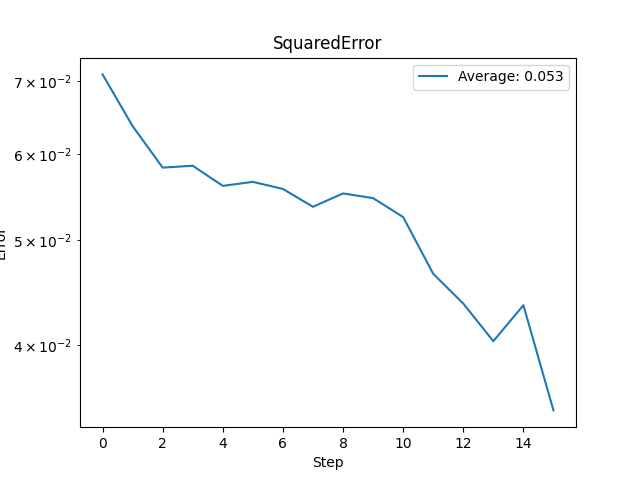 SquaredError
Average: 0.053
7 × 10⁻²
6 × 10⁻²
5 × 10⁻²
4 × 10⁻²
Error
0 2 4 6 8 10 12 14
Step